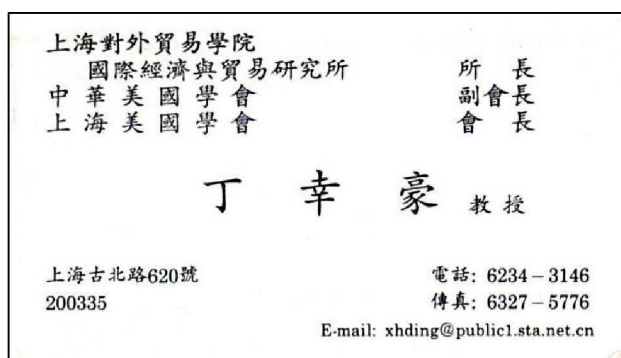 上海對外貿易學院
國際經濟與貿易研究所 所長
中華美國學會 副會長
上海美國學會 會長
丁幸豪 教授
上海古北路620號 電話: 6234-3146
200335 傳真: 6327-5776
E-mail: xhding@public1.sta.net.cn